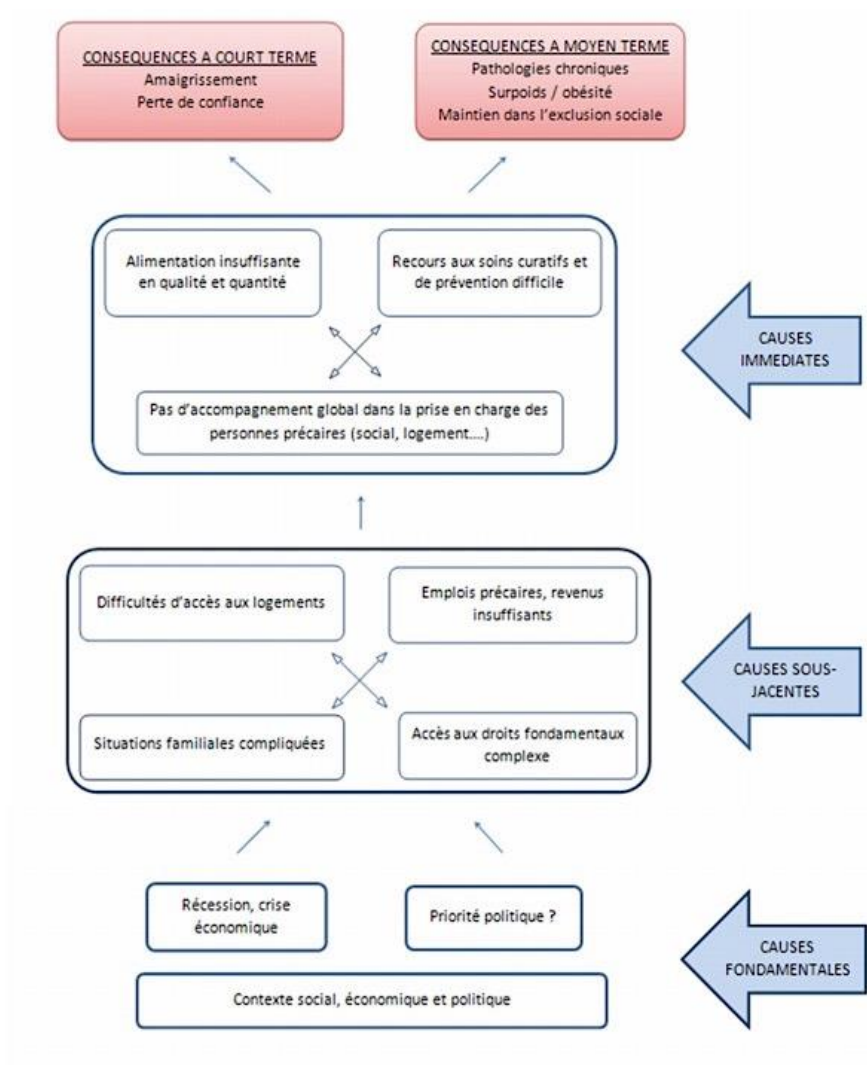 CONSEQUENCES A COURT TERME
Amaigrissement
Perte de confiance
CONSEQUENCES A MOYEN TERME
Pathologies chroniques
Surpoids / obésité
Maintien dans l'exclusion sociale
Alimentation insuffisante
en qualité et quantité
Recours aux soins curatifs et
de prévention difficile
Pas d'accompagnement global dans la prise en charge des
personnes précaires (social, logement....)
CAUSES
IMMEDIATES
Difficultés d'accès aux logements
Emplois précaires, revenus
insuffisants
Situations familiales compliquées
Accès aux droits fondamentaux
complexe
CAUSES SOUS-
JACENTES
Récession, crise
économique
Priorité politique ?
Contexte social, économique et politique
CAUSES
FONDAMENTALES